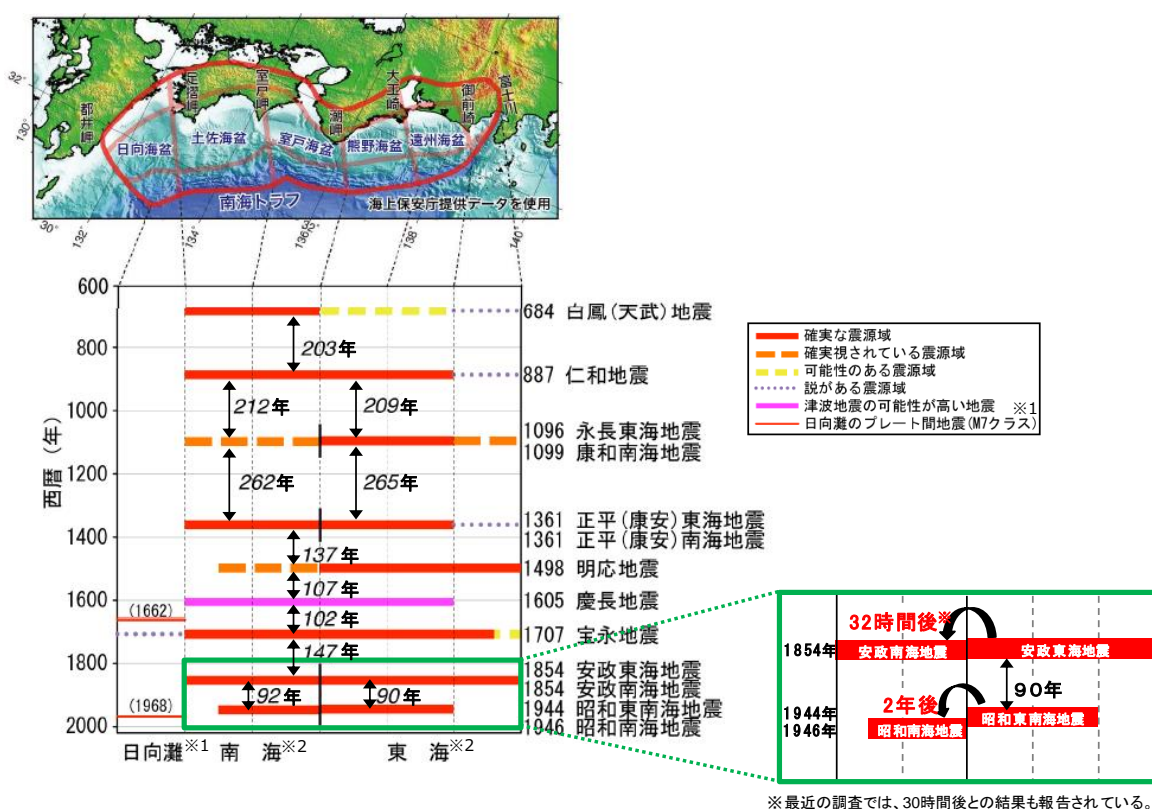 32°
130°
都井岬
足摺岬
室戸岬
潮岬
大王崎
御前崎
富士川
日向海盆
土佐海盆
室戸海盆
熊野海盆
遠州海盆
南海トラフ
海上保安庁提供データを使用
30°
132°
134°
136°
138°
140°
西暦(年)
600
800
1000
1200
1400
1600
1800
2000
203年
212年
209年
262年
265年
137年
107年
102年
147年
92年
90年
(1662)
(1968)
684 白鳳(天武)地震
887 仁和地震
1096 永長東海地震
1099 康和南海地震
1361 正平(康安)東海地震
1361 正平(康安)南海地震
1498 明応地震
1605 慶長地震
1707 宝永地震
1854 安政東海地震
1854 安政南海地震
1944 昭和東南海地震
1946 昭和南海地震
日向灘※1 南 海※2 東 海※2
確実な震源域
確実視されている震源域
可能性のある震源域
説がある震源域
津波地震の可能性が高い地震
日向灘のプレート間地震(M7クラス) ※1
32時間後※
1854年
安政南海地震
安政東海地震
90年
2年後
1944年
1946年
昭和東南海地震
昭和南海地震
※最近の調査では、30時間後との結果も報告されている。